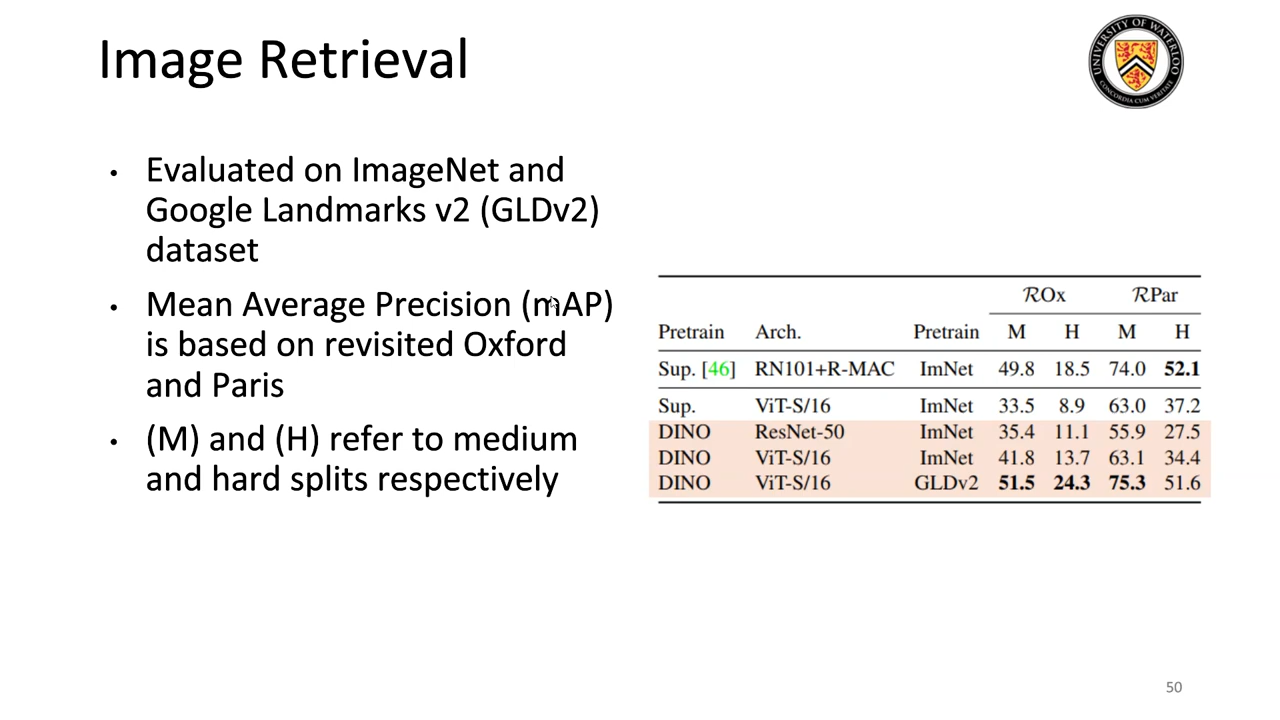 Image Retrieval
UNIVERSITY OF WATERLOO
CONCORDIA CUM VERITATE
• Evaluated on ImageNet and
Google Landmarks v2 (GLDv2)
dataset
• Mean Average Precision (mAP)
is based on revisited Oxford
and Paris
• (M) and (H) refer to medium
and hard splits respectively
ℛOx ℛPar
Pretrain Arch. Pretrain M H M H
Sup. [46] RN101+R-MAC ImNet 49.8 18.5 74.0 52.1
Sup. ViT-S/16 ImNet 33.5 8.9 63.0 37.2
DINO ResNet-50 ImNet 35.4 11.1 55.9 27.5
DINO ViT-S/16 ImNet 41.8 13.7 63.1 34.4
DINO ViT-S/16 GLDv2 51.5 24.3 75.3 51.6
50